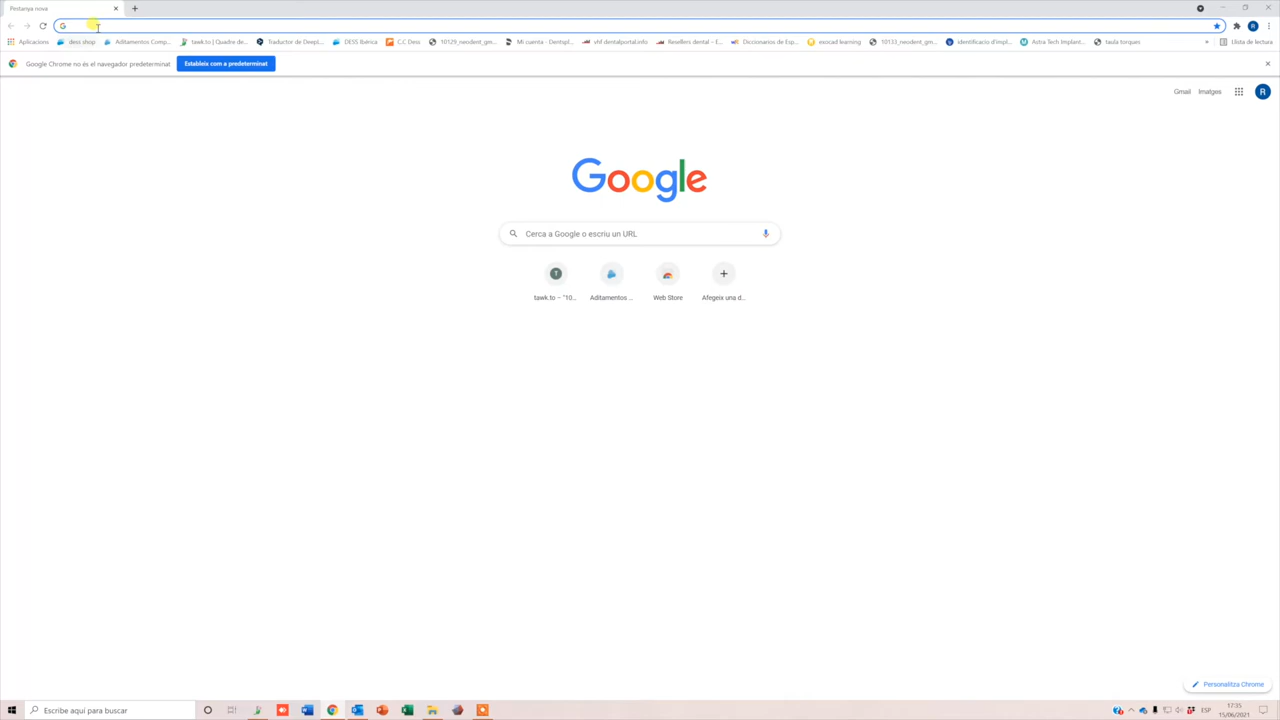 Pestanya nova
Aplicacions
dess shop
Aditamentos Comp...
tawk.to | Quadre de...
Traductor de DeepL...
DESS Ibérica
C.C Dess
10129_neodent_gm...
Mi cuenta - Dentspl...
vhf dentalportal.info
Resellers dental – E...
Diccionarios de Esp...
exocad learning
10133_neodent_gm...
identificacio d'impl...
Astra Tech Implant...
taula torques
»
Llista de lectura
Google Chrome no és el navegador predeterminat
Estableix com a predeterminat
Gmail
Imatges
R
Google
Cerca a Google o escriu un URL
T
tawk.to – "10...
Aditamentos ...
Web Store
Afegeix una d...
Personalitza Chrome
Escribe aquí para buscar
ESP
17:35
15/06/2021